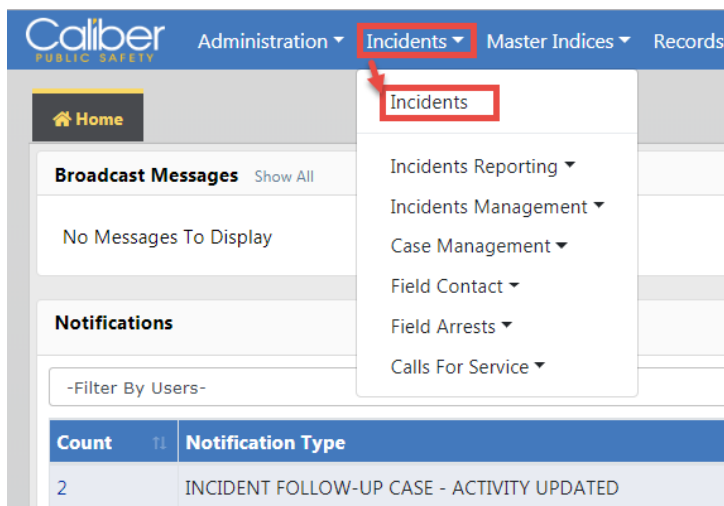 Caliber
PUBLIC SAFETY
Administration Incidents Master Indices Records
Home
Incidents
Incidents Reporting
Incidents Management
Case Management
Field Contact
Field Arrests
Calls For Service
Broadcast Messages Show All
No Messages To Display
Notifications
-Filter By Users-
Count Notification Type
2 INCIDENT FOLLOW-UP CASE - ACTIVITY UPDATED